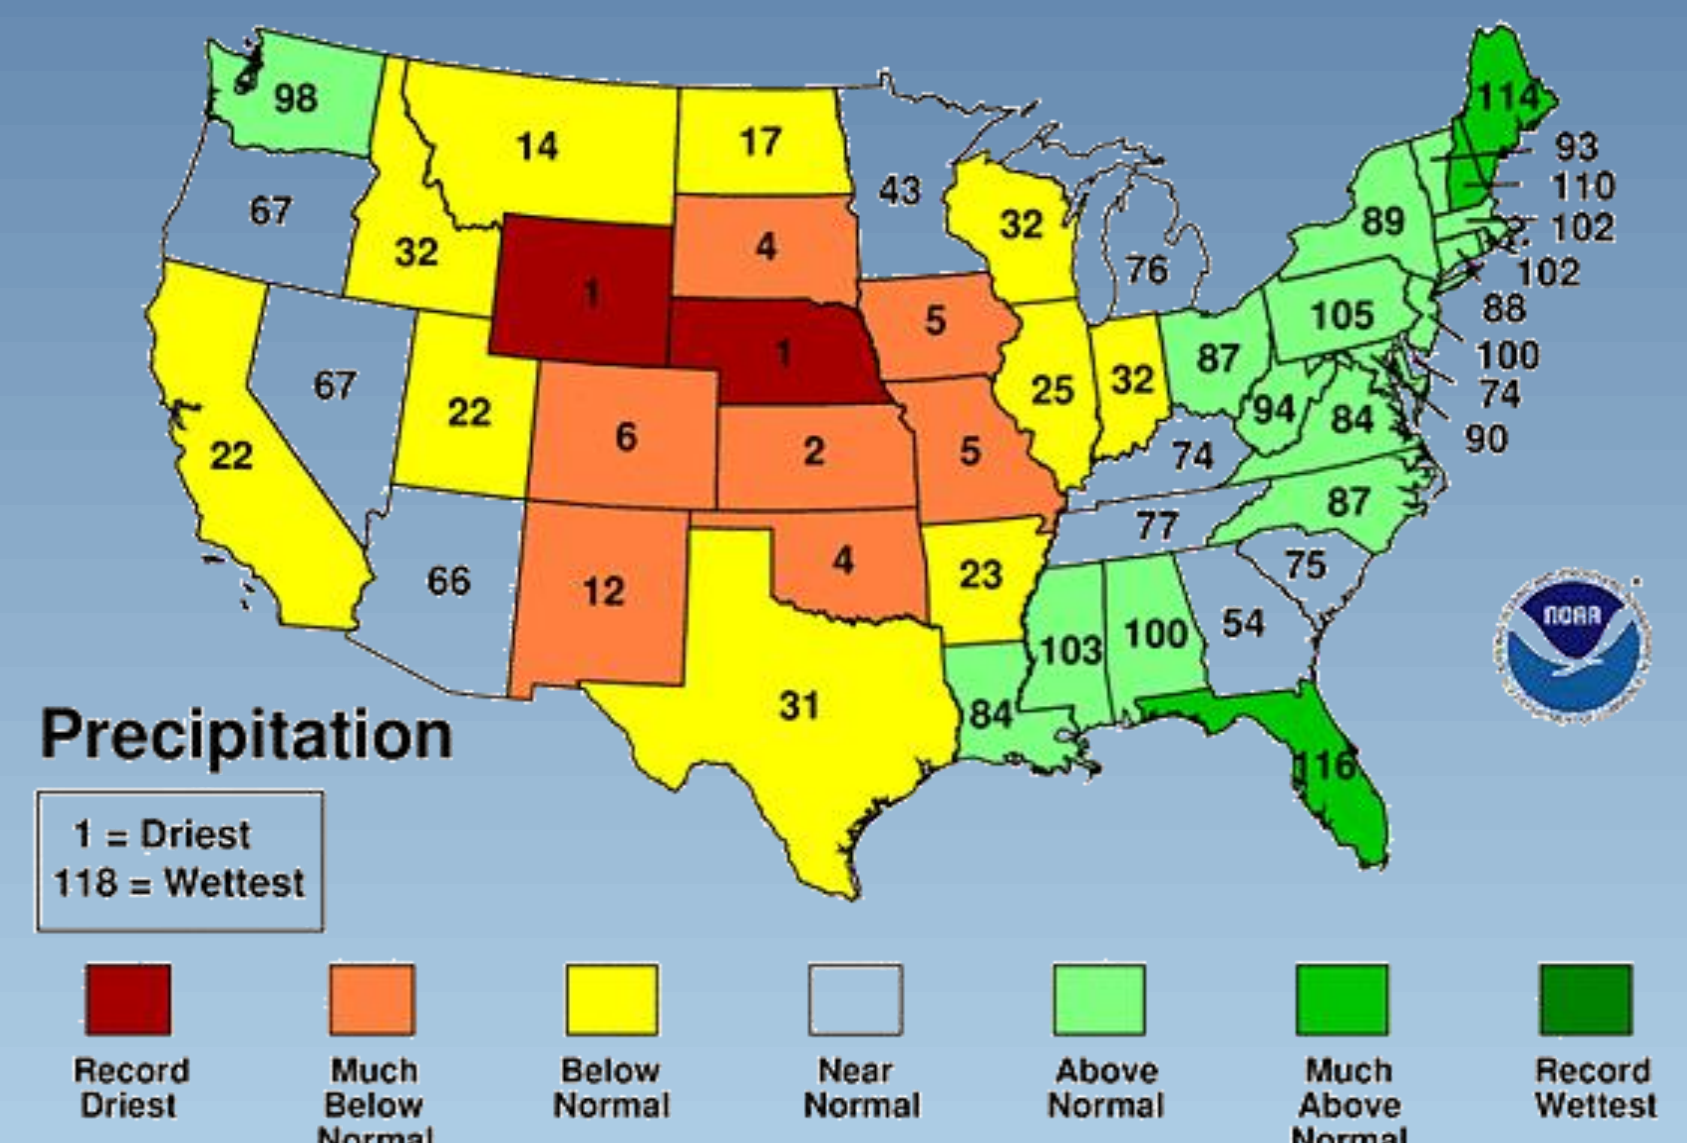 98
14
17
43
114
93
110
102
102
88
100
74
90
67
32
4
32
76
89
1
5
105
67
22
1
25
32
87
94
84
22
6
2
5
74
87
77
66
12
4
23
75
103
100
54
31
84
116
NOAA
Precipitation
1 = Driest
118 = Wettest
Record
Driest
Much
Below
Normal
Below
Normal
Near
Normal
Above
Normal
Much
Above
Normal
Record
Wettest